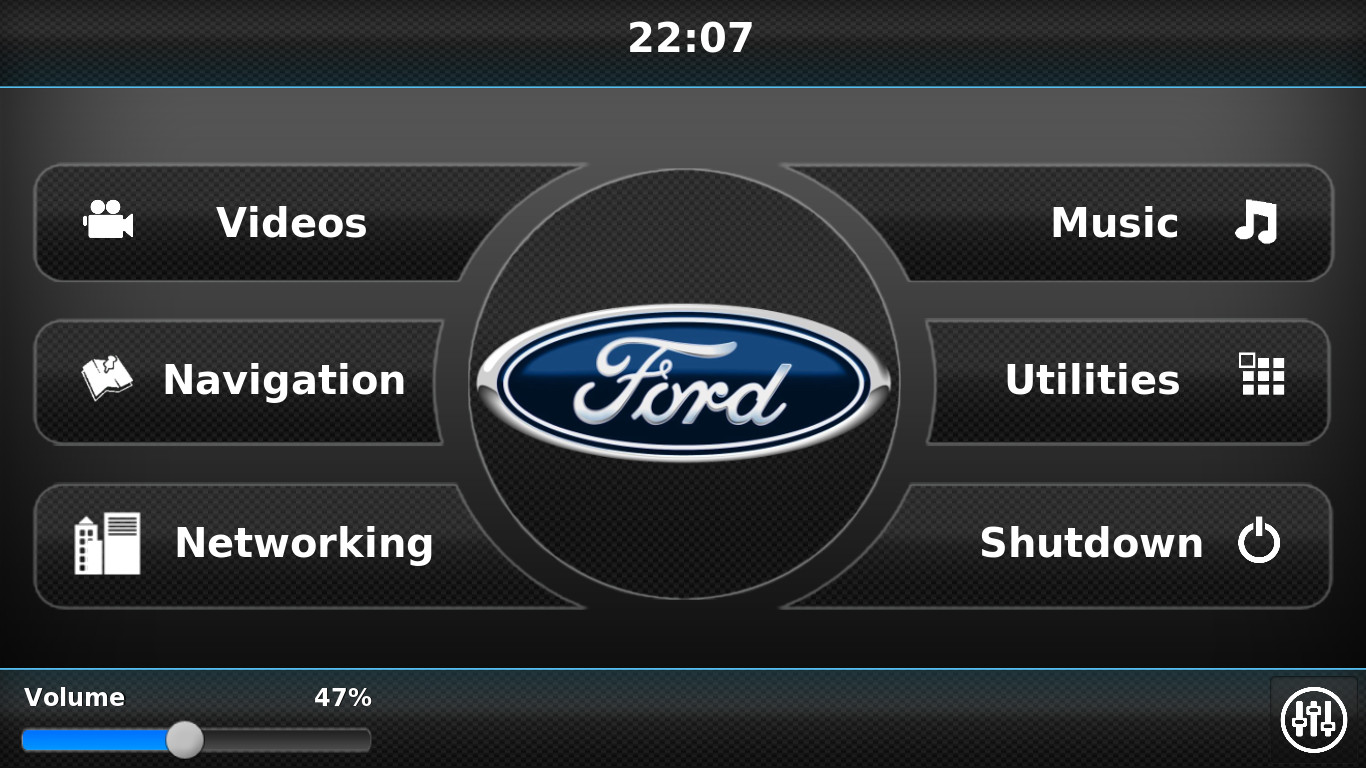 22:07
Videos
Music
Navigation
Ford
Utilities
Networking
Shutdown
Volume 47%